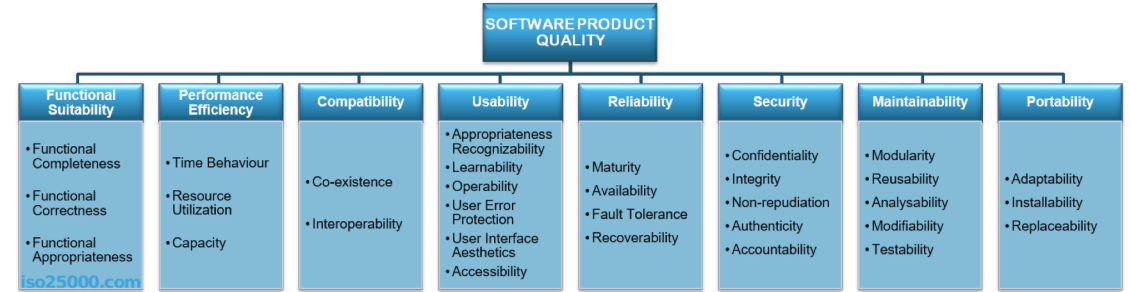 SOFTWARE PRODUCT
QUALITY
Functional
Suitability
• Functional
Completeness
• Functional
Correctness
• Functional
Appropriateness
iso25000.com
Performance
Efficiency
• Time Behaviour
• Resource
Utilization
• Capacity
Compatibility
• Co-existence
• Interoperability
Usability
• Appropriateness
Recognizability
• Learnability
• Operability
• User Error
Protection
• User Interface
Aesthetics
• Accessibility
Reliability
• Maturity
• Availability
• Fault Tolerance
• Recoverability
Security
• Confidentiality
• Integrity
• Non-repudiation
• Authenticity
• Accountability
Maintainability
• Modularity
• Reusability
• Analysability
• Modifiability
• Testability
Portability
• Adaptability
• Installability
• Replaceability